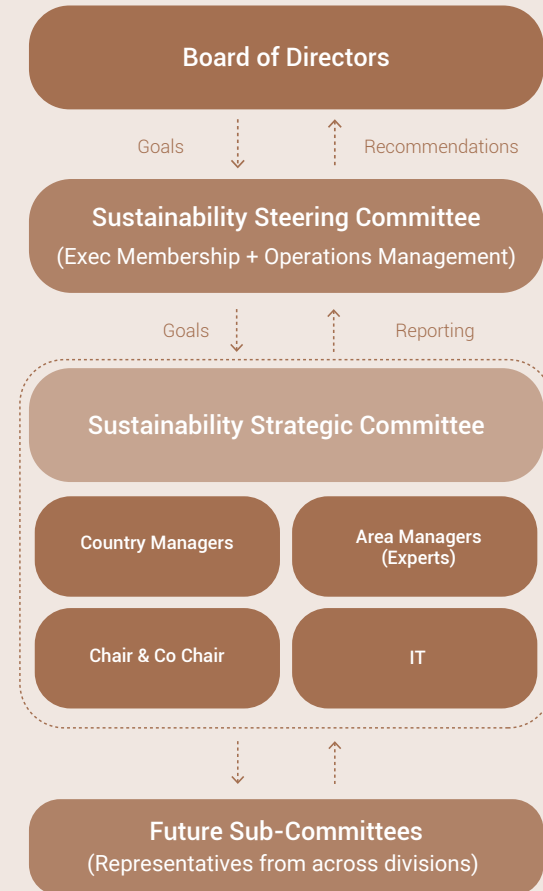 Board of Directors
Goals
Recommendations
Sustainability Steering Committee
(Exec Membership + Operations Management)
Goals
Reporting
Sustainability Strategic Committee
Country Managers
Area Managers
(Experts)
Chair & Co Chair
IT
Future Sub-Committees
(Representatives from across divisions)